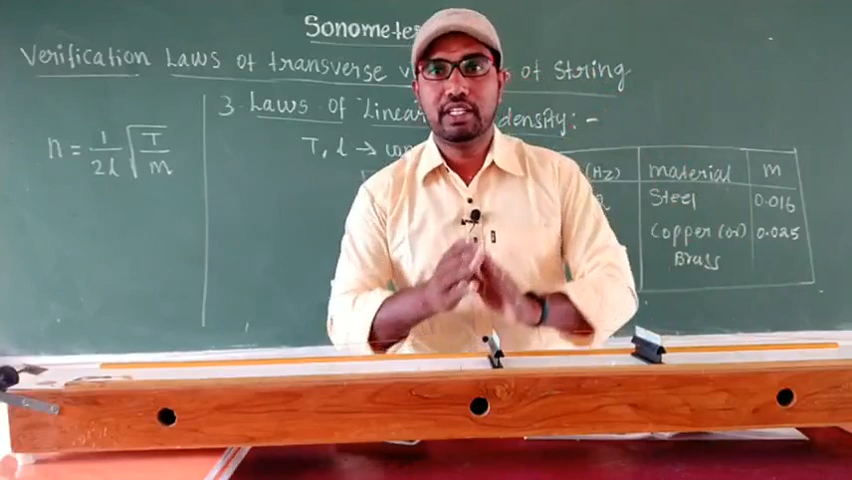 Sonometer
Verification Laws of transverse of String
3 Laws of Linear density: -
n = 1/2l √T/m
T, l →
(Hz) material m
Steel 0.016
Copper (or) 0.025
Brass